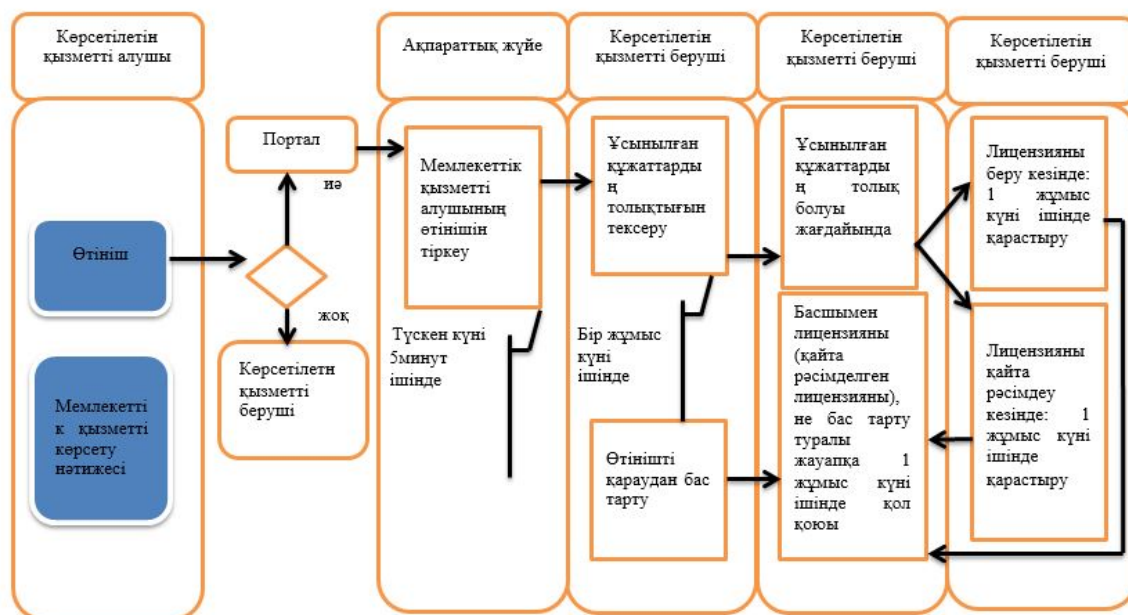 Көрсетілетін
қызметті алушы
Ақпараттық жүйе
Көрсетілетін
қызметті беруші
Көрсетілетін
қызметті беруші
Көрсетілетін
қызметті беруші
Өтініш
Мемлекетті
к қызметті
көрсету
нәтижесі
Портал
иә
жоқ
Көрсетілетн
қызметті
беруші
Мемлекеттік
қызметті
алушының
өтінішін
тіркеу
Түскен күні
5минут
ішінде
Ұсынылған
құжаттарды
ң
толықтығын
тексеру
Бір жұмыс
күні
ішінде
Өтінішті
қараудан бас
тарту
Ұсынылған
құжаттарды
ң толық
болуы
жағдайында
Басшымен
лицензияны
(қайта
рәсімделген
лицензияны),
не бас тарту
туралы
жауапқа 1
жұмыс күні
ішінде қол
қоюы
Лицензияны
беру кесінде:
1 жұмыс
күні ішінде
қарастыру
Лицензияны
қайта
рәсімдеу
кесінде: 1
жұмыс күні
ішінде
қарастыру